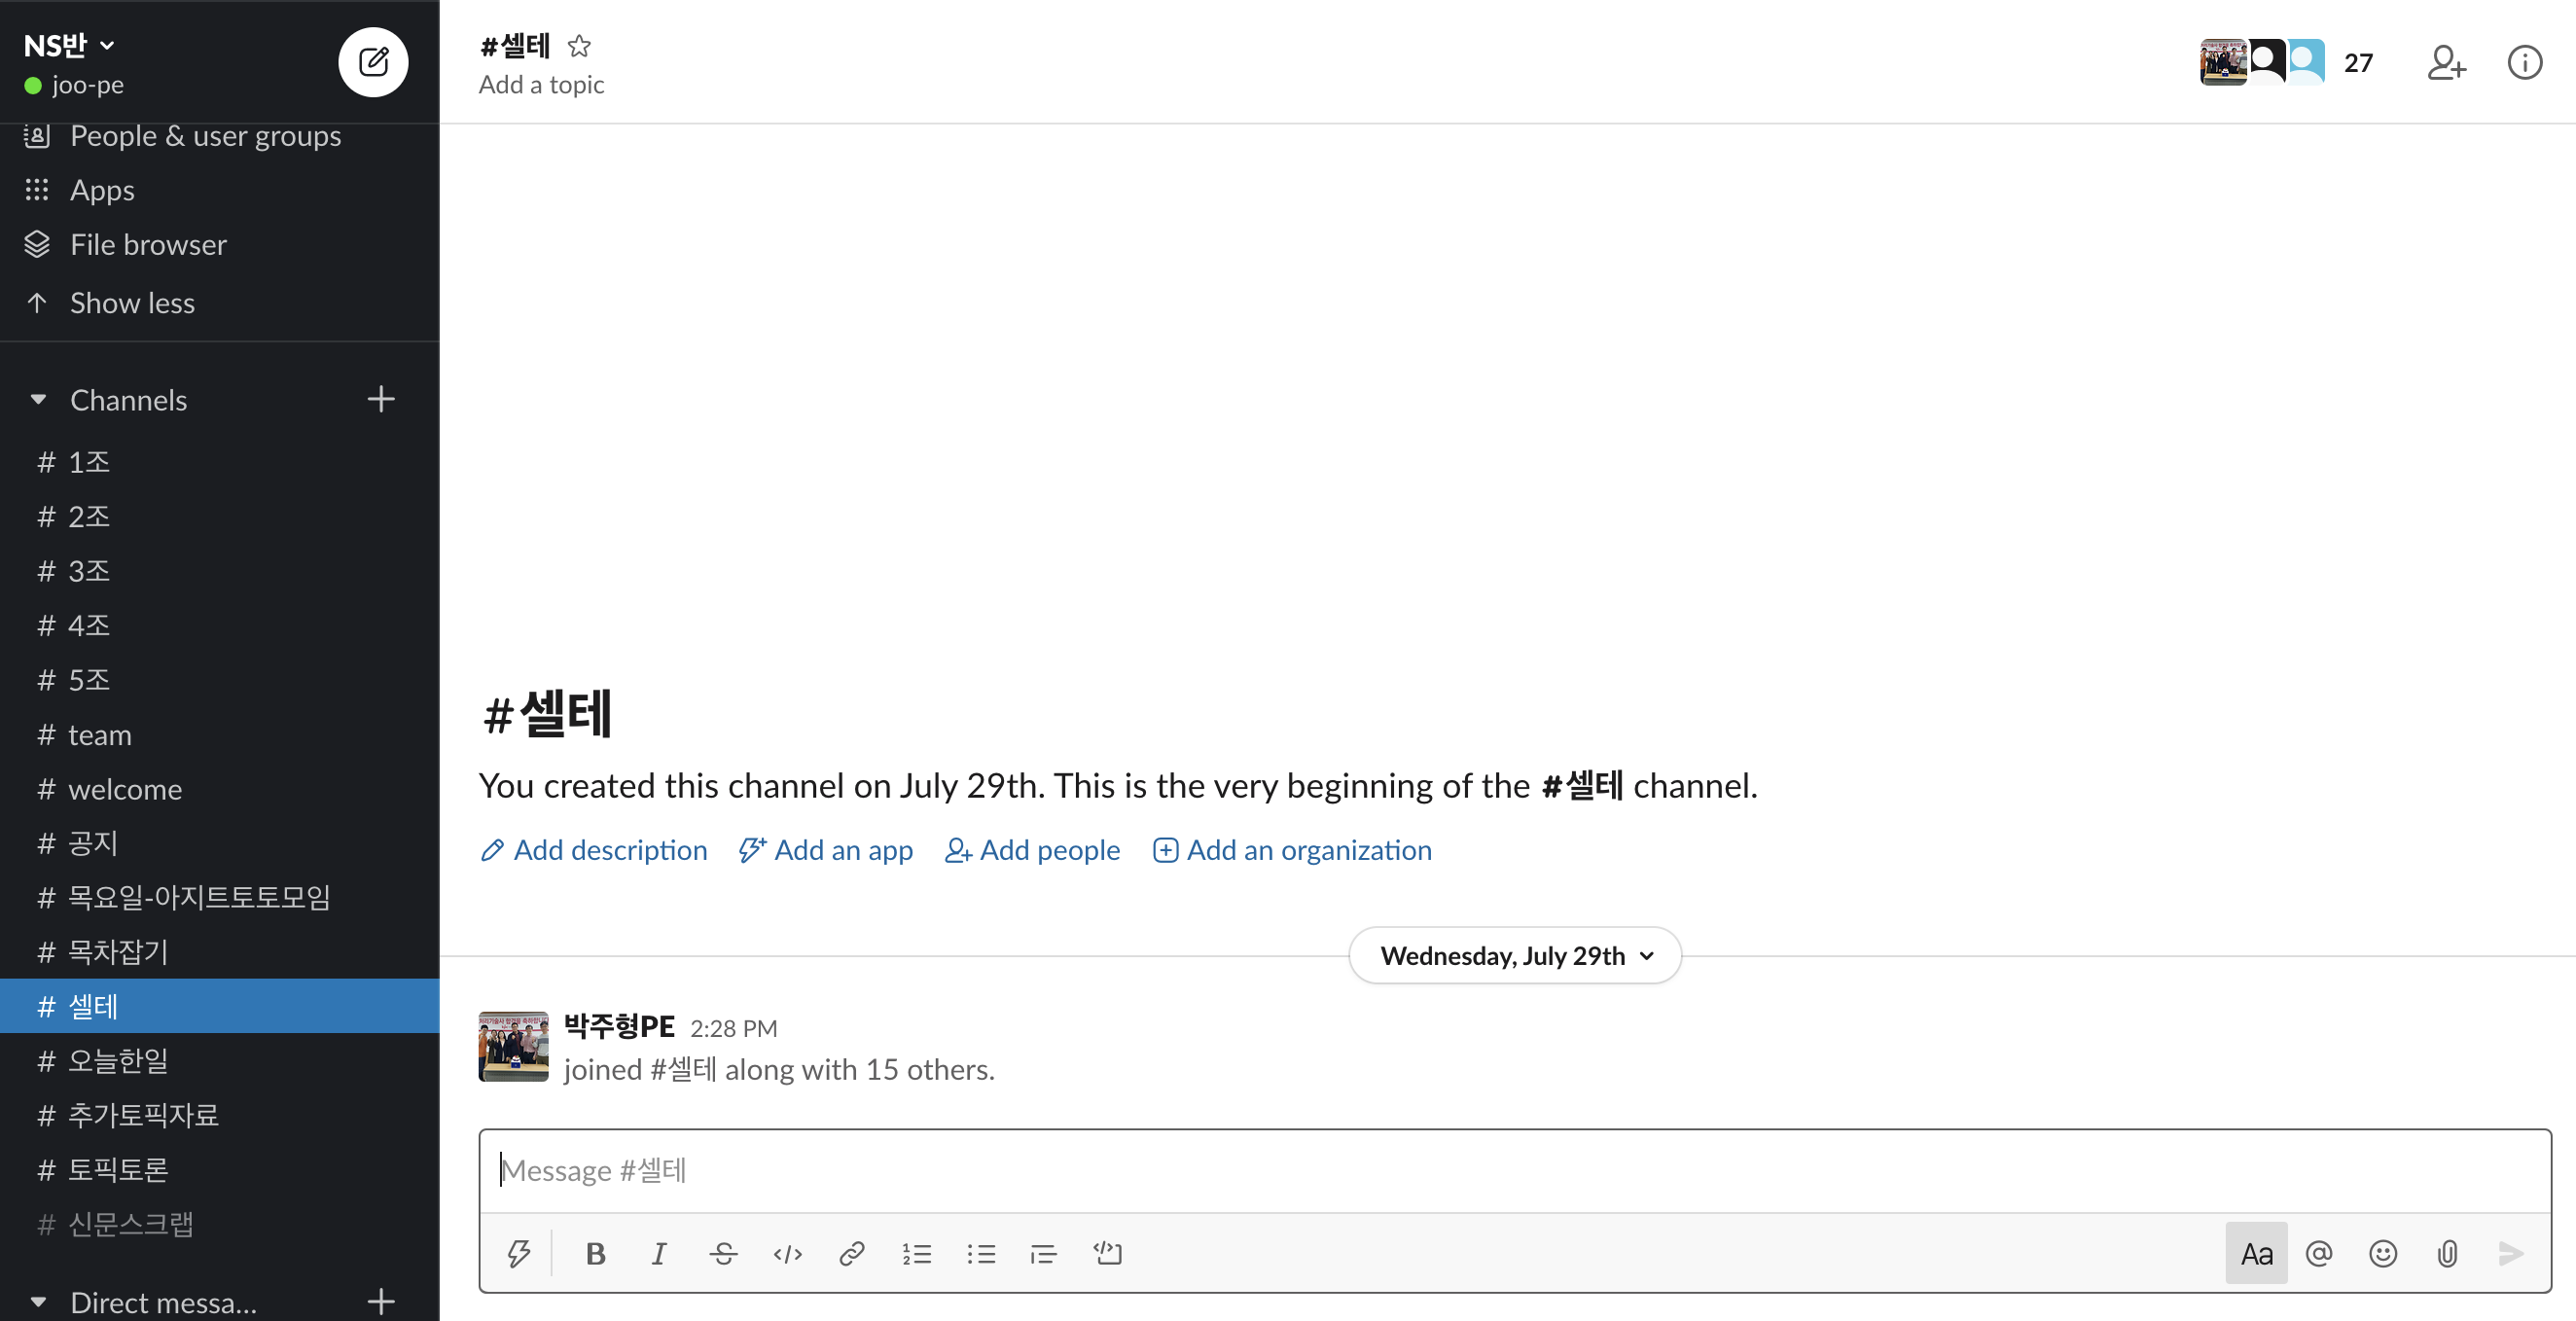 NS반
joo-pe
People & user groups
Apps
File browser
Show less
Channels
# 1조
# 2조
# 3조
# 4조
# 5조
# team
# welcome
# 공지
# 목요일-아지트토토모임
# 목차잡기
# 셀테
# 오늘한일
# 추가토픽자료
# 토픽토론
# 신문스크랩
Direct messa...
#셀테
Add a topic
27
#셀테
You created this channel on July 29th. This is the very beginning of the #셀테 channel.
Add description Add an app Add people Add an organization
Wednesday, July 29th
박주형PE 2:28 PM
joined #셀테 along with 15 others.
Message #셀테
B I S </> Aa @